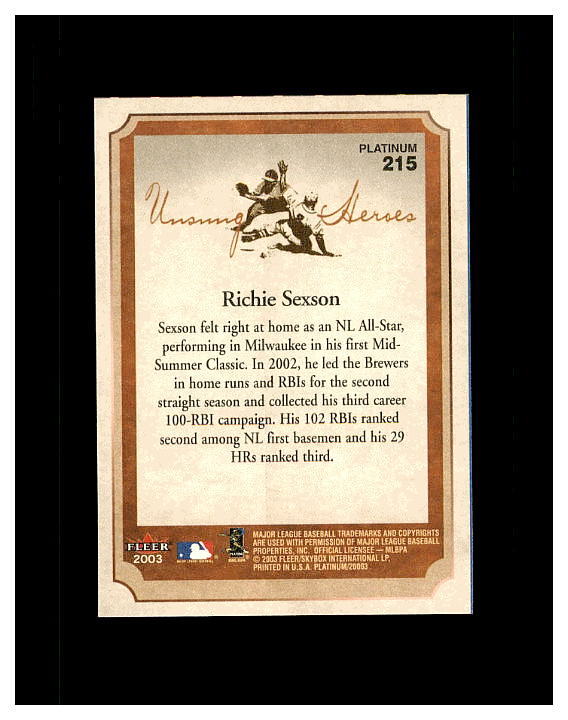 PLATINUM
215
Unsung Heroes
Richie Sexson
Sexson felt right at home as an NL All-Star,
performing in Milwaukee in his first Mid-
Summer Classic. In 2002, he led the Brewers
in home runs and RBIs for the second
straight season and collected his third career
100-RBI campaign. His 102 RBIs ranked
second among NL first basemen and his 29
HRs ranked third.
FLEER
2003
MAJOR LEAGUE BASEBALL TRADEMARKS AND COPYRIGHTS
ARE USED WITH PERMISSION OF MAJOR LEAGUE BASEBALL
PROPERTIES, INC. OFFICIAL LICENSEE — MLBPA
© 2003 FLEER/SKYBOX INTERNATIONAL LP,
PRINTED IN U.S.A. PLATINUM/20093